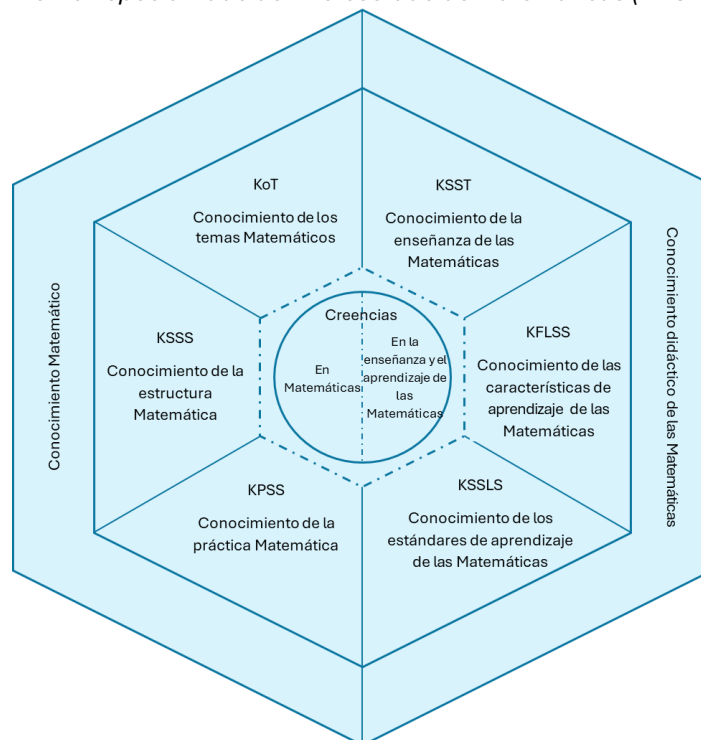 KoT
Conocimiento de los
temas Matemáticos
KSST
Conocimiento de la
enseñanza de las
Matemáticas
Conocimiento Matemático
KSSS
Conocimiento de la
estructura
Matemática
Creencias
En
Matemáticas
En la
enseñanza y el
aprendizaje de
las
Matemáticas
KFLSS
Conocimiento de las
características de
aprendizaje de las
Matemáticas
Conocimiento didáctico de las Matemáticas
KPSS
Conocimiento de la
práctica Matemática
KSSLS
Conocimiento de los
estándares de aprendizaje
de las Matemáticas